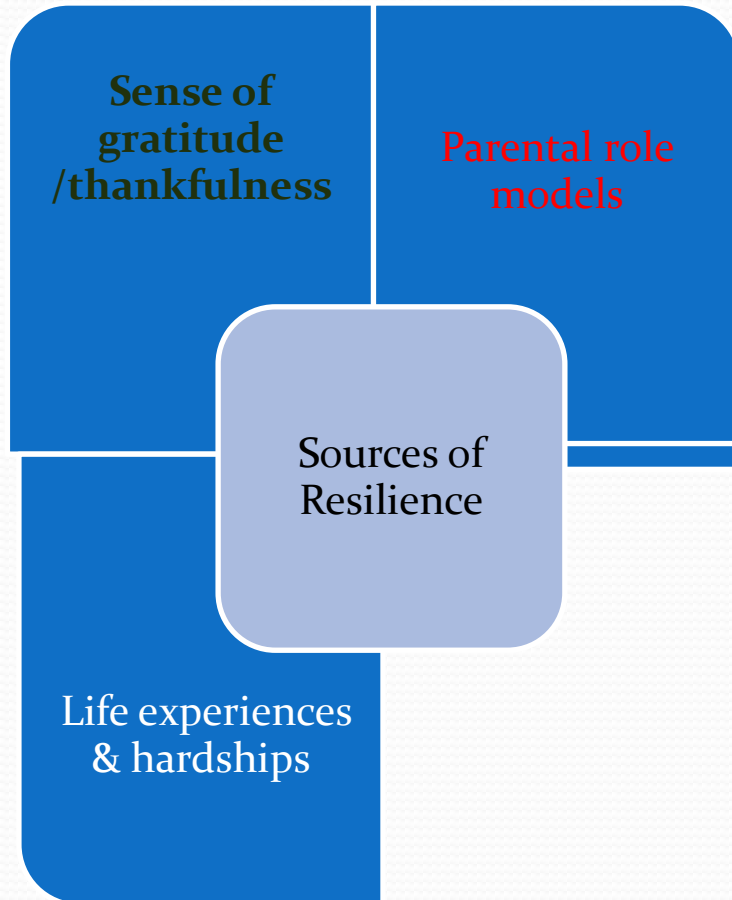 Sense of
gratitude
/thankfulness
Parental role
models
Sources of
Resilience
Life experiences
& hardships